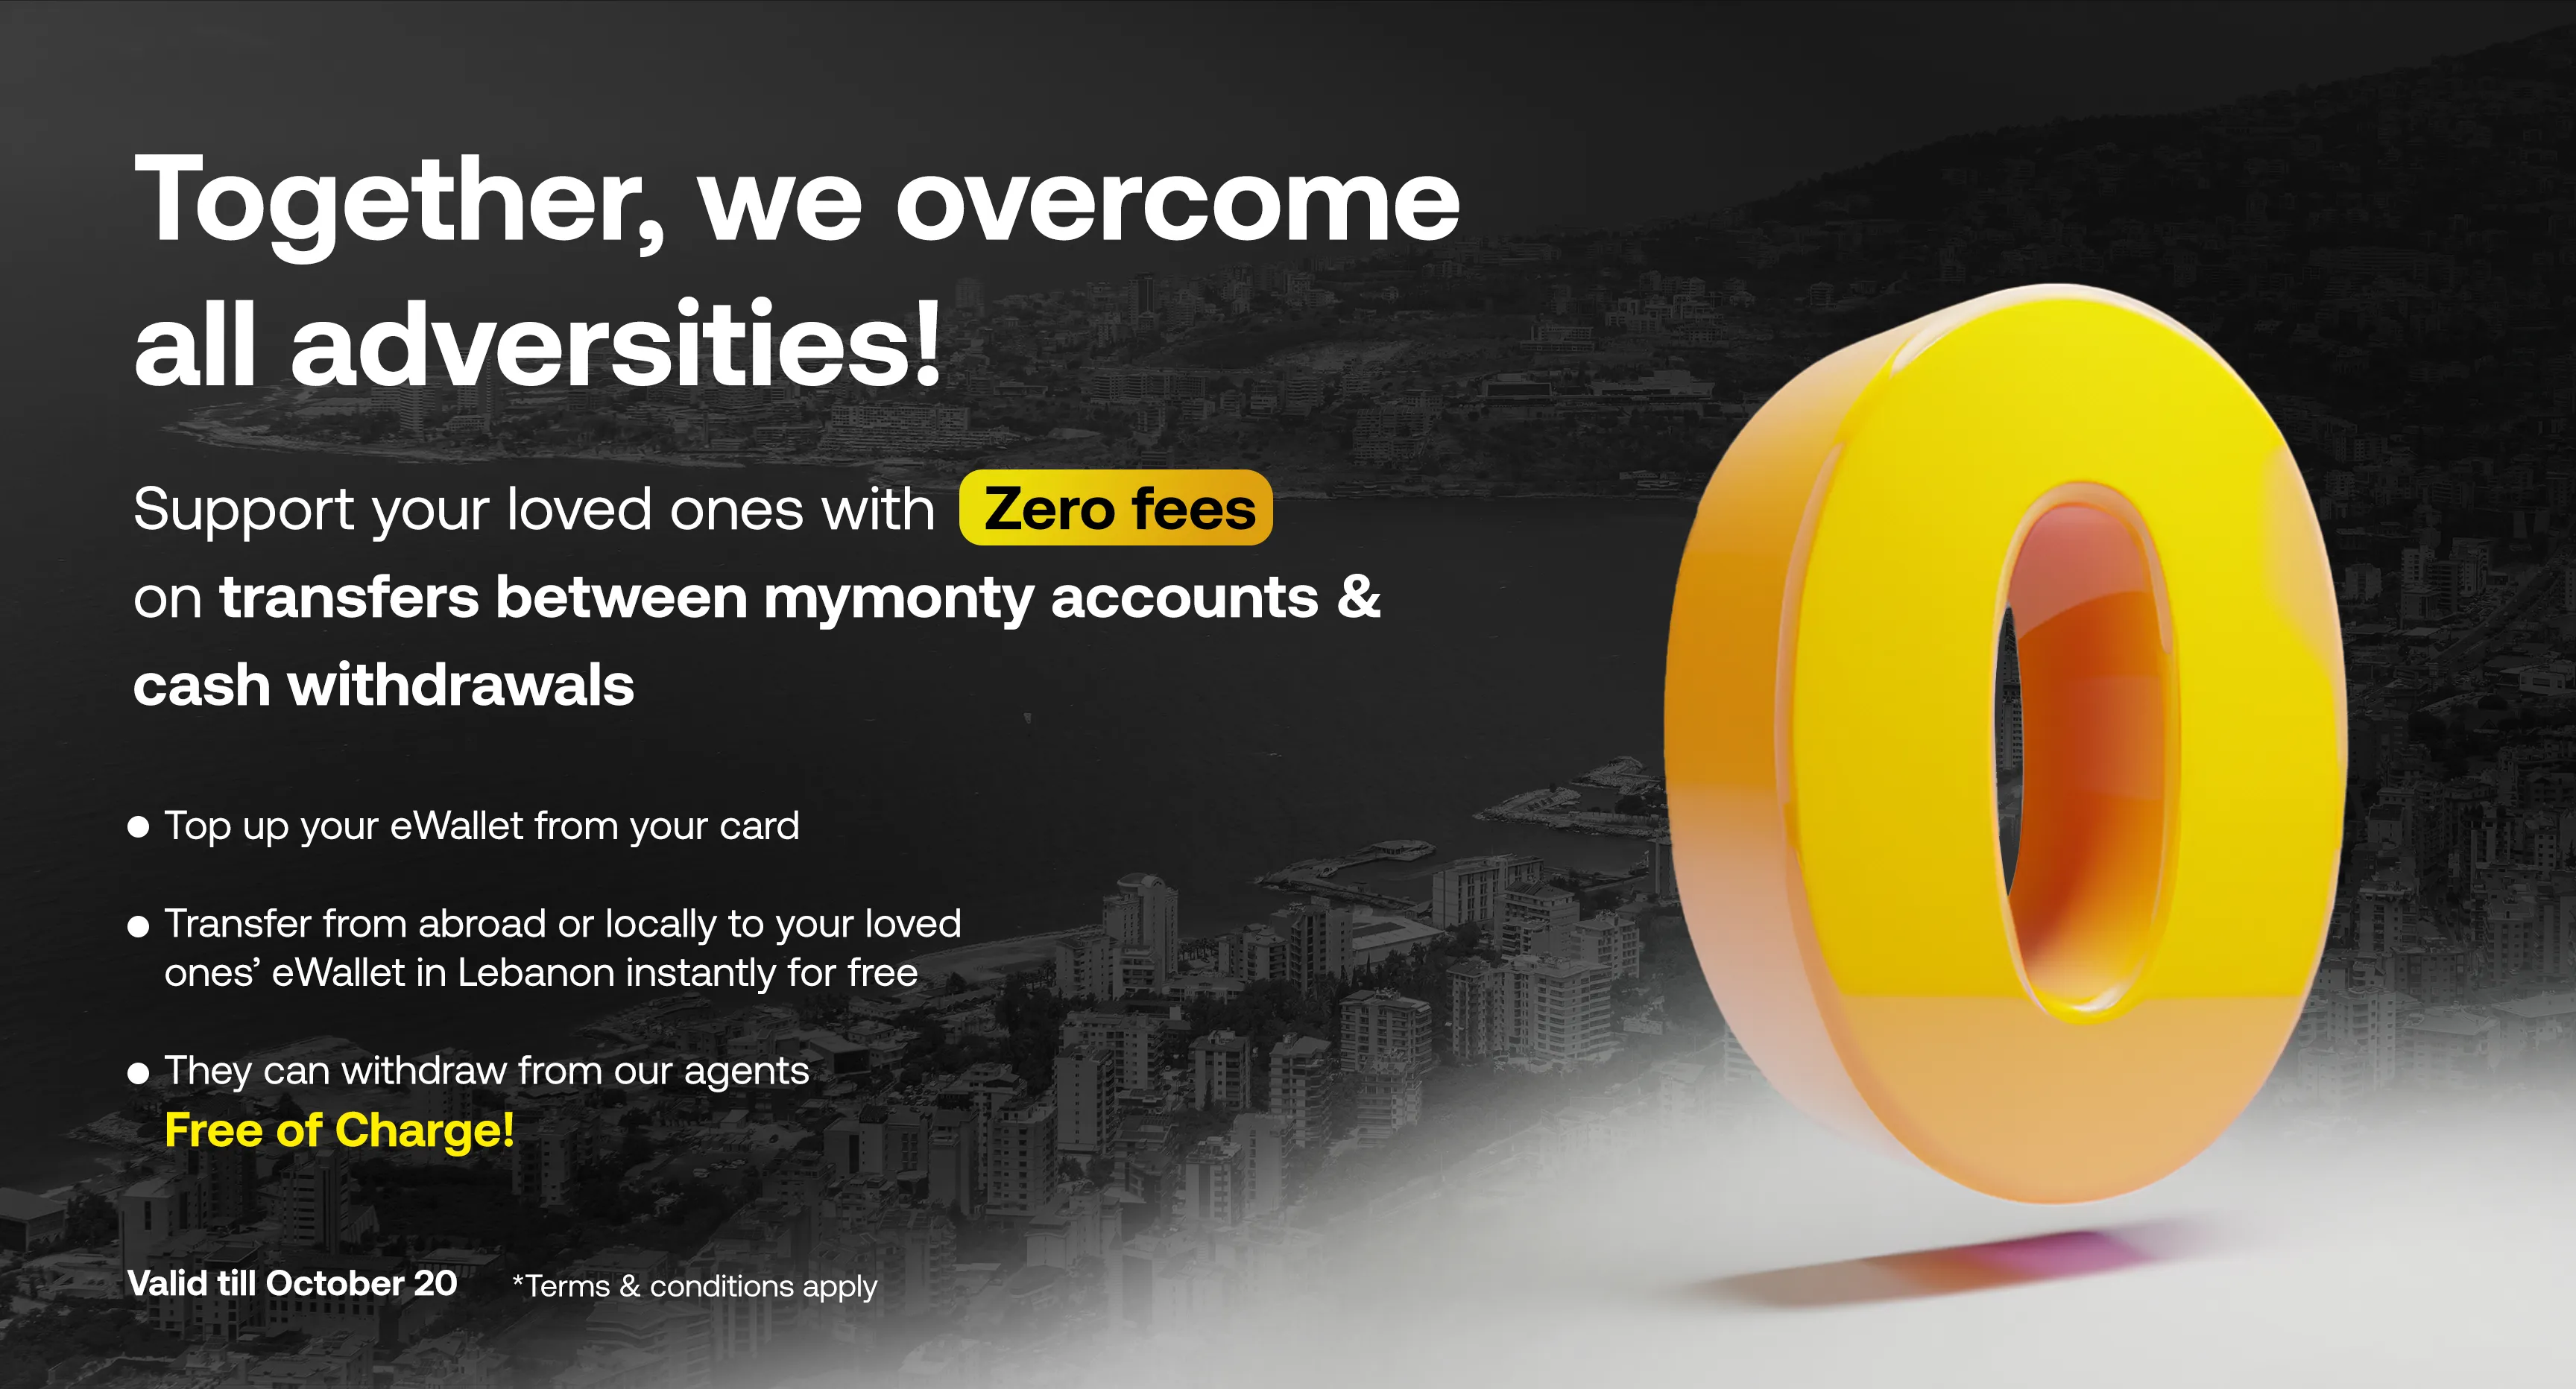 Together, we overcome
all adversities!
Support your loved ones with Zero fees
on transfers between mymonty accounts &
cash withdrawals
● Top up your eWallet from your card
● Transfer from abroad or locally to your loved
ones’ eWallet in Lebanon instantly for free
● They can withdraw from our agents
Free of Charge!
Valid till October 20 *Terms & conditions apply
0